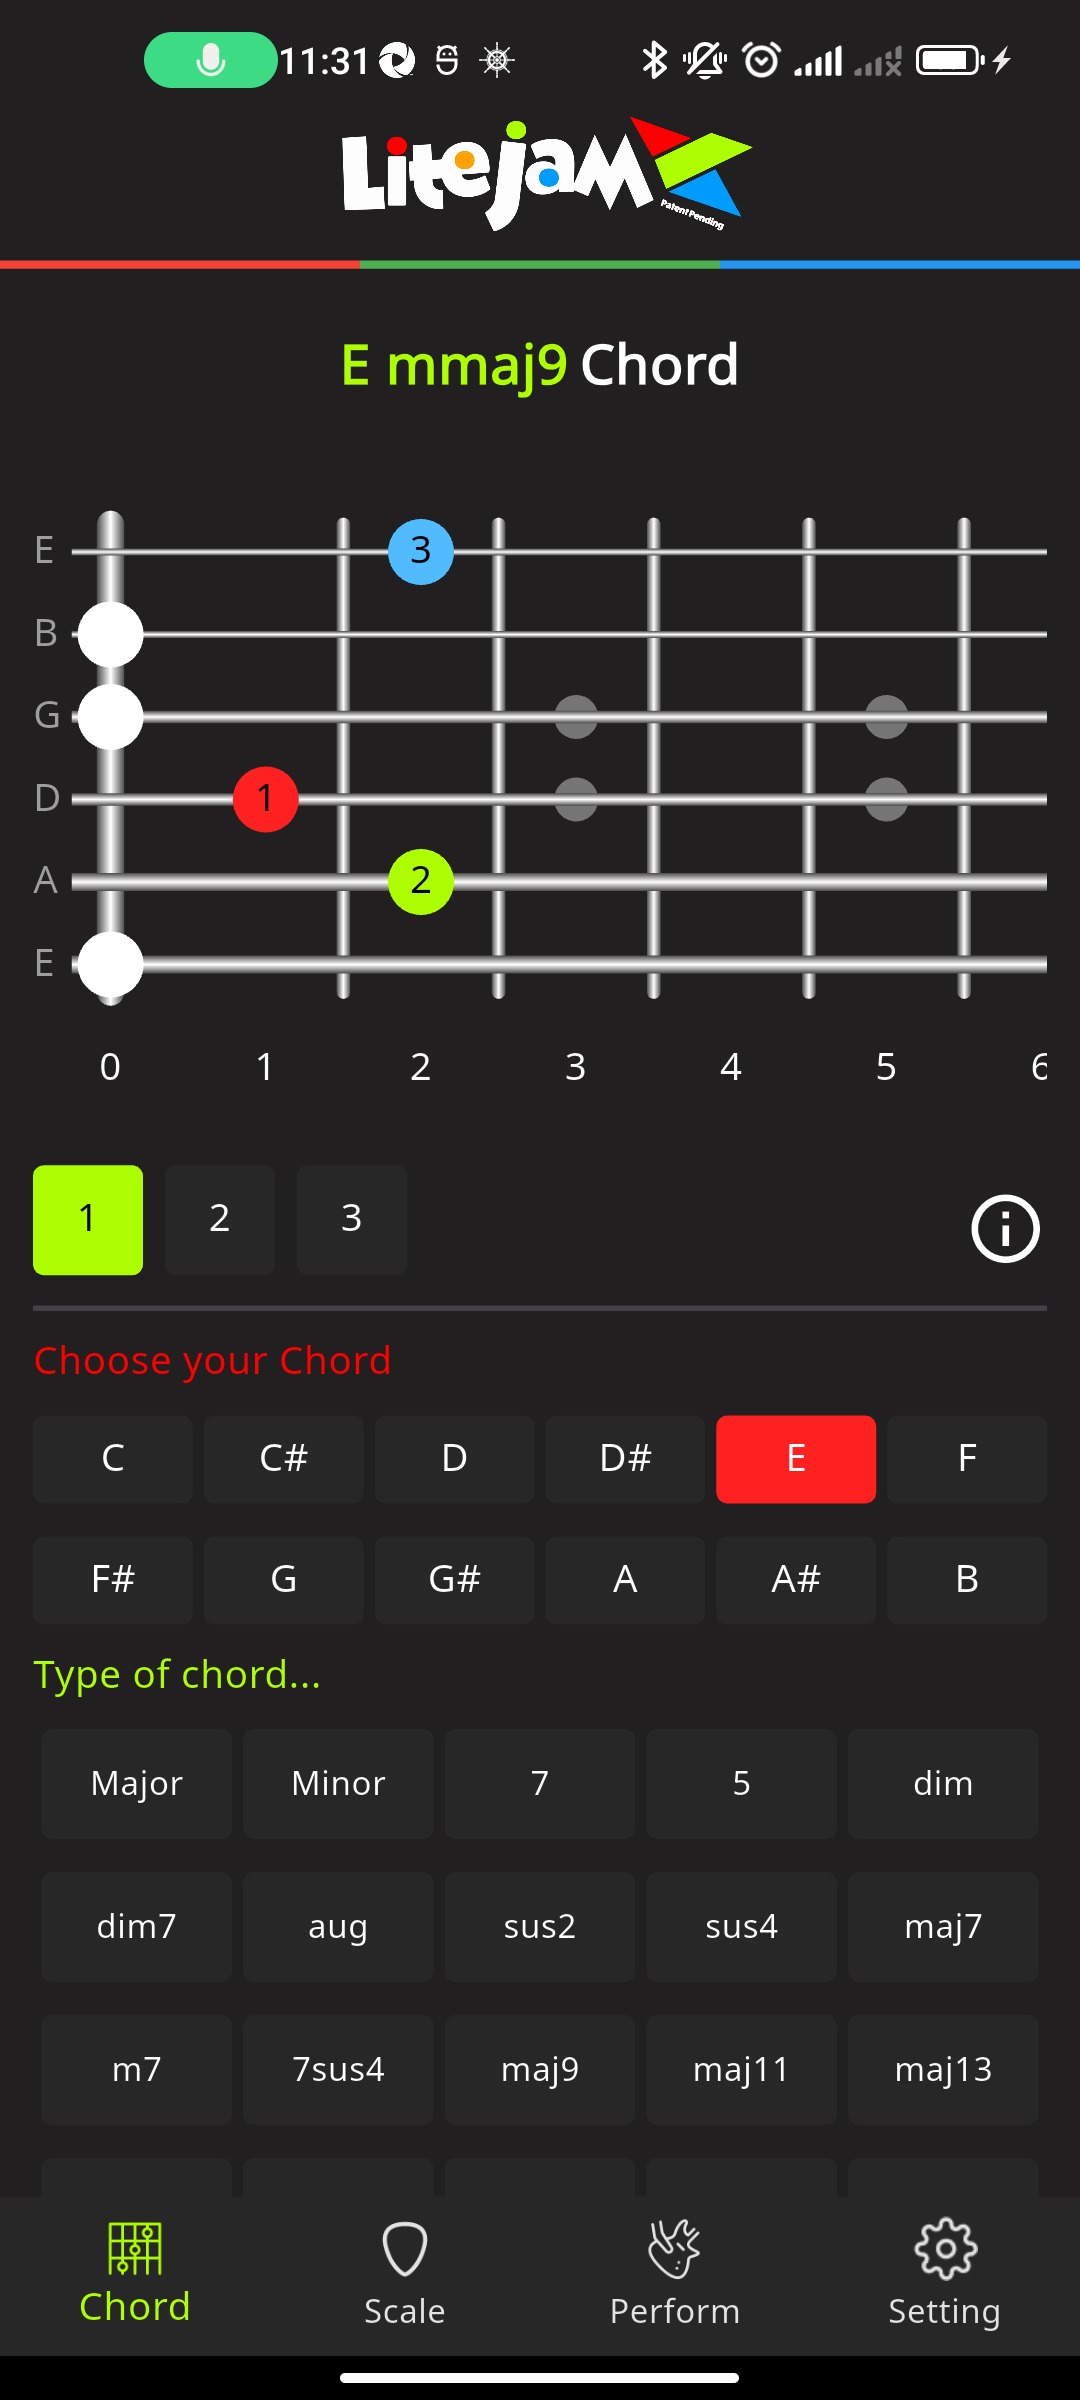 11:31
Litejam
Patent Pending
E mmaj9 Chord
E 3
B
G
D 1
A 2
E
0 1 2 3 4 5 6
1 2 3
Choose your Chord
C C# D D# E F
F# G G# A A# B
Type of chord...
Major Minor 7 5 dim
dim7 aug sus2 sus4 maj7
m7 7sus4 maj9 maj11 maj13
Chord Scale Perform Setting